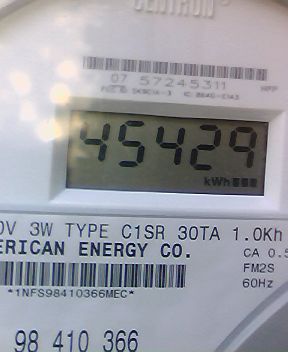 CENTRON
07 57245311
45429
kWh
0V 3W TYPE C1SR 30TA 1.0Kh
ERICAN ENERGY CO.
CA 0.5
FM2S
60Hz
*1NFS98410366MEC*
98 410 366